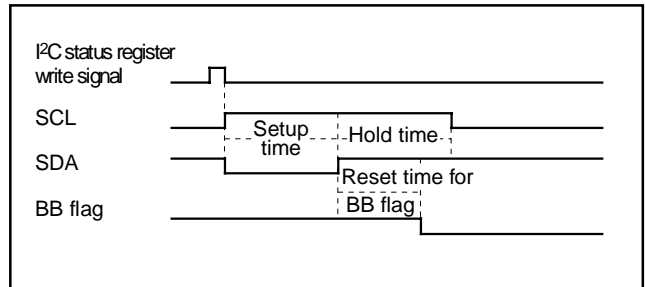 I²C status register
write signal
SCL
Setup
time
Hold time
SDA
Reset time for
BB flag
BB flag